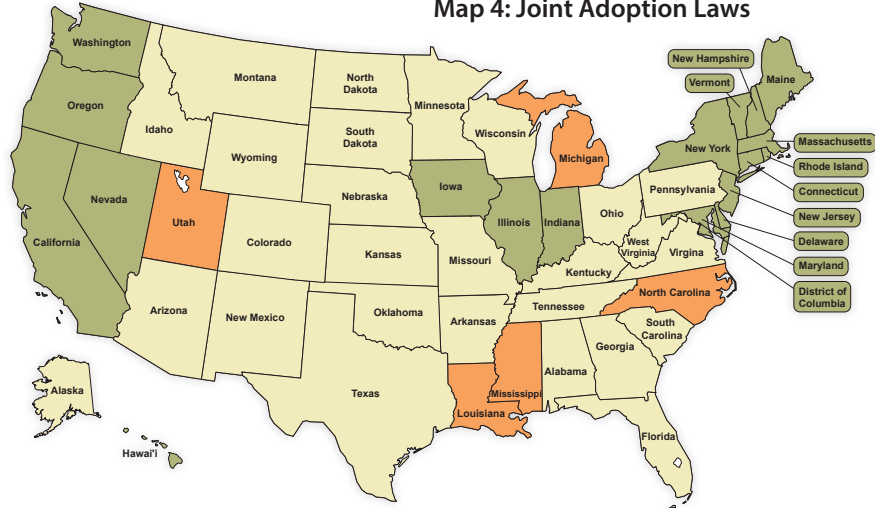 Map 4: Joint Adoption Laws
Washington
Oregon
California
Nevada
Idaho
Montana
Wyoming
Utah
Colorado
Arizona
New Mexico
North
Dakota
South
Dakota
Nebraska
Kansas
Oklahoma
Texas
Minnesota
Iowa
Missouri
Arkansas
Louisiana
Wisconsin
Illinois
Michigan
Indiana
Ohio
Kentucky
Tennessee
Mississippi
Alabama
Georgia
Florida
South
Carolina
North Carolina
West
Virginia
Virgina
Pennsylvania
New York
Maine
New Hampshire
Vermont
Massachusetts
Rhode Island
Connecticut
New Jersey
Delaware
Maryland
District of
Columbia
Alaska
Hawai'i